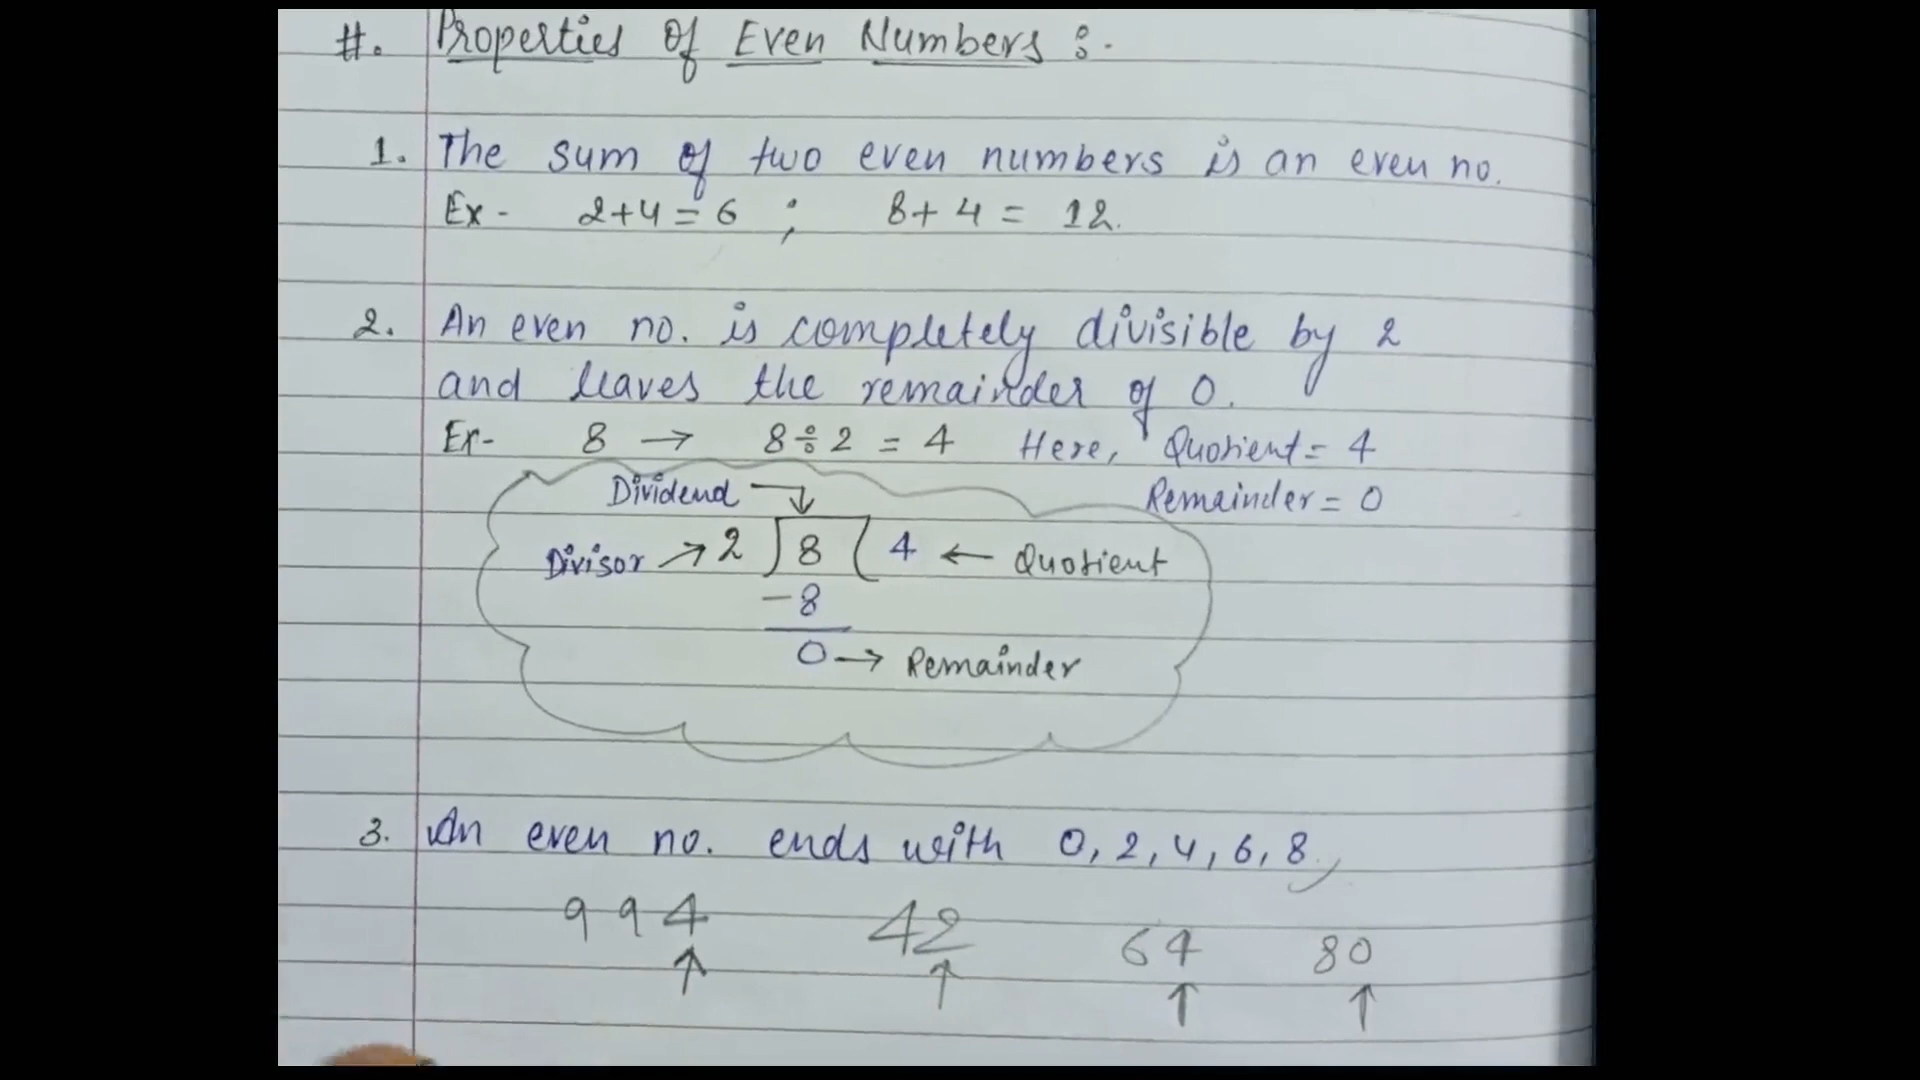 #. Properties of Even Numbers :-
1. The sum of two even numbers is an even no.
Ex- 2+4=6 ; 8+4 = 12.
2. An even no. is completely divisible by 2
and leaves the remainder of 0.
Ex- 8 → 8÷2 = 4 Here, Quotient = 4
Dividend Remainder = 0
Divisor → 2 ) 8 ( 4 ← Quotient
-8
0 → Remainder
3. An even no. ends with 0, 2, 4, 6, 8.
994 42 64 80
↑ ↑ ↑ ↑